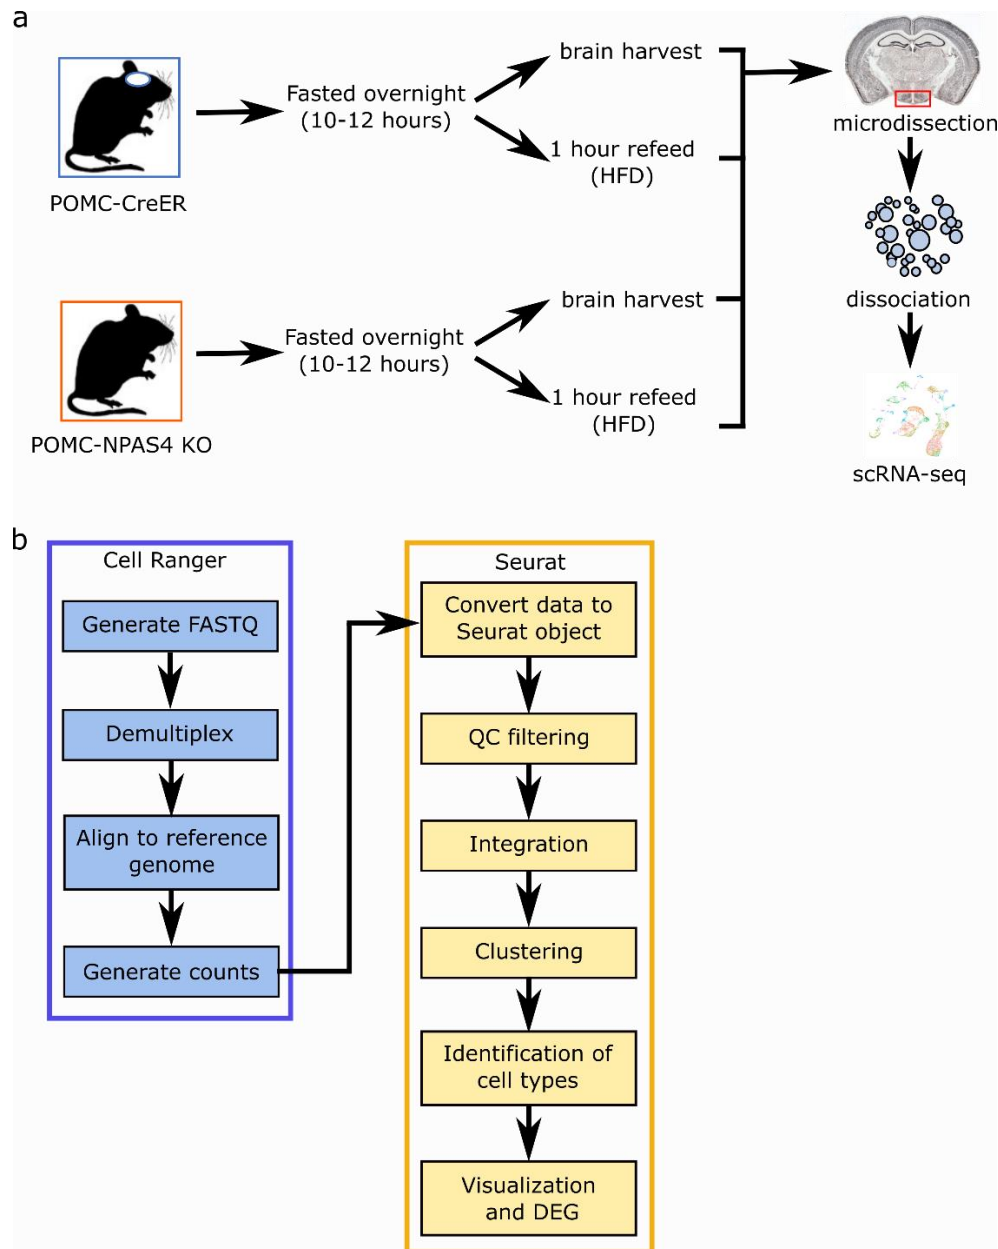 a
POMC-CreER
Fasted overnight
(10-12 hours)
brain harvest
1 hour refeed
(HFD)
POMC-NPAS4 KO
Fasted overnight
(10-12 hours)
brain harvest
1 hour refeed
(HFD)
microdissection
dissociation
scRNA-seq
b
Cell Ranger
Generate FASTQ
Demultiplex
Align to reference
genome
Generate counts
Seurat
Convert data to
Seurat object
QC filtering
Integration
Clustering
Identification of
cell types
Visualization
and DEG